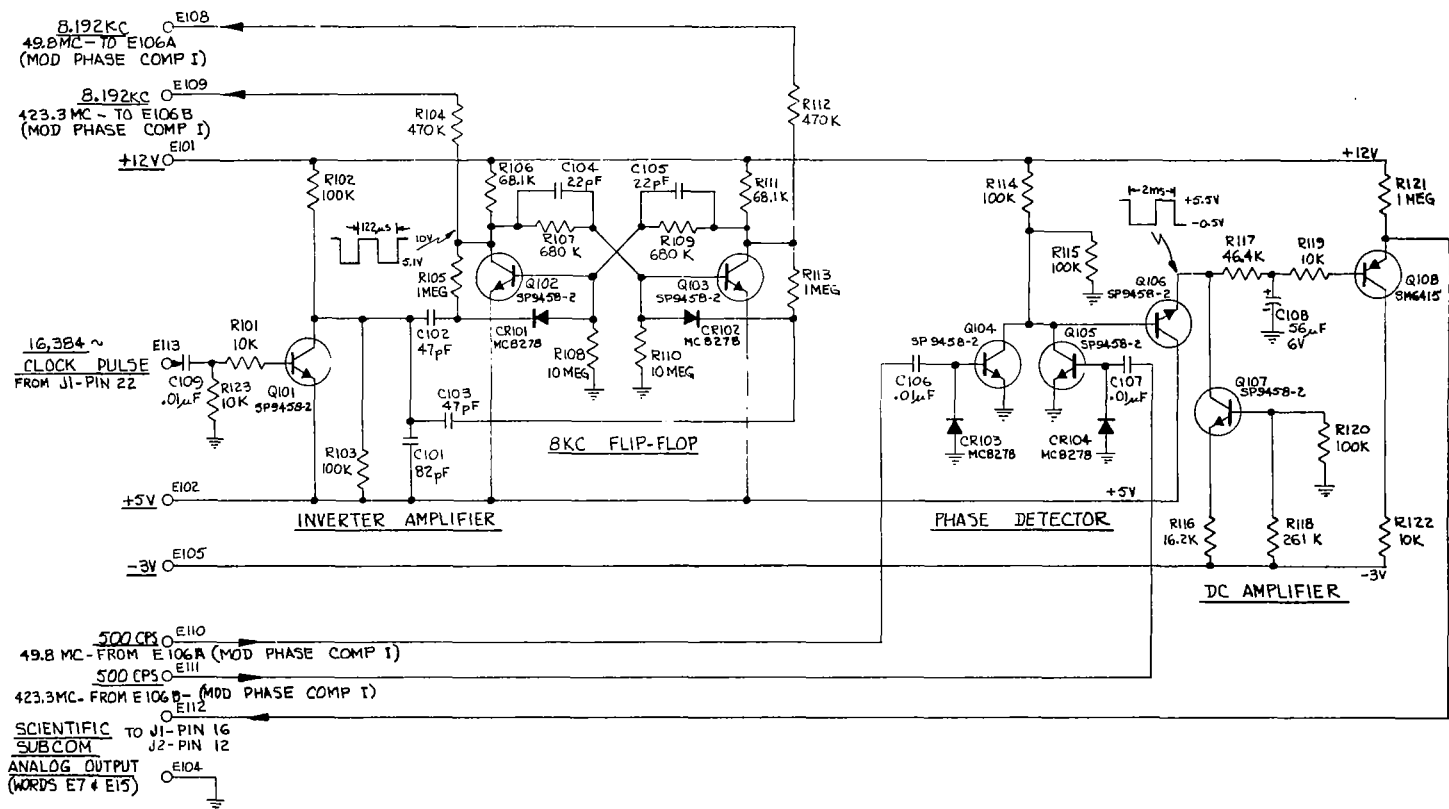 8.192KC E108
49.8MC-TO E106A
(MOD PHASE COMP I)
8.192KC E109
423.3 MC - TO E106B
(MOD PHASE COMP I)
E101
+12V
R104
470K
R112
470K
+12V
R102
100K
R106
68.1K
C104
22pF
C105
22pF
R111
68.1K
R114
100K
R121
1 MEG
122μs
10V
5.1V
R107
680 K
R109
680 K
2ms
+5.5V
-0.5V
R105
1MEG
Q102
SP9458-2
Q103
SP9458-2
R113
1MEG
R115
100K
R117
46.4K
R119
10K
Q106
SP9458-2
Q108
SM6415
16,384 ~
CLOCK PULSE
FROM J1-PIN 22
E113
R101
10K
C102
47pF
CR101
MC8278
CR102
MC8278
Q104
SP9458-2
Q105
SP9458-2
C108
56μF
6V
C109
.01μF
R123
10K
Q101
SP9458-2
R108
10MEG
R110
10MEG
C106
.01μF
C107
.01μF
Q107
SP9458-2
C103
47pF
8KC FLIP-FLOP
R103
100K
C101
82pF
CR103
MC8278
CR104
MC8278
R120
100K
E102
+5V
+5V
INVERTER AMPLIFIER
PHASE DETECTOR
R116
16.2K
R118
261 K
R122
10K
E105
-3V
-3V
DC AMPLIFIER
500 CPS E110
49.8 MC-FROM E106A (MOD PHASE COMP I)
500 CPS E111
423.3MC-FROM E106B-(MOD PHASE COMP I)
E112
SCIENTIFIC TO J1-PIN 16
SUBCOM J2-PIN 12
ANALOG OUTPUT E104
(WORDS E7 & E15)